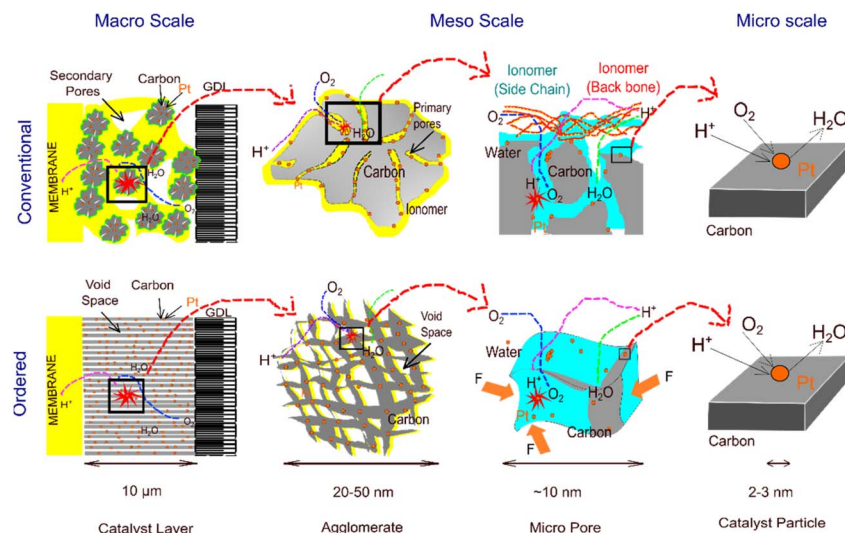 Macro Scale
Meso Scale
Micro scale
Conventional
Secondary
Pores
Carbon
Pt
GDL
MEMBRANE
H+
H₂O
H₂O
O₂
i
O₂
H+
H₂O
Primary
pores
Carbon
Pt
Ionomer
Ionomer
(Side Chain)
Ionomer
(Back bone)
O₂
H+
Water
Carbon
H+
O₂
H₂O
Pt
H+
O₂
H₂O
Pt
Carbon
Ordered
Void
Space
Carbon
Pt
GDL
MEMBRANE
H+
H₂O
H₂O
O₂
i
O₂
H+
H₂O
Void
Space
Carbon
O₂
H+
Water
F
F
H+
O₂
H₂O
Pt
Carbon
F
H+
O₂
H₂O
Pt
Carbon
10 μm
20-50 nm
~10 nm
2-3 nm
Catalyst Layer
Agglomerate
Micro Pore
Catalyst Particle